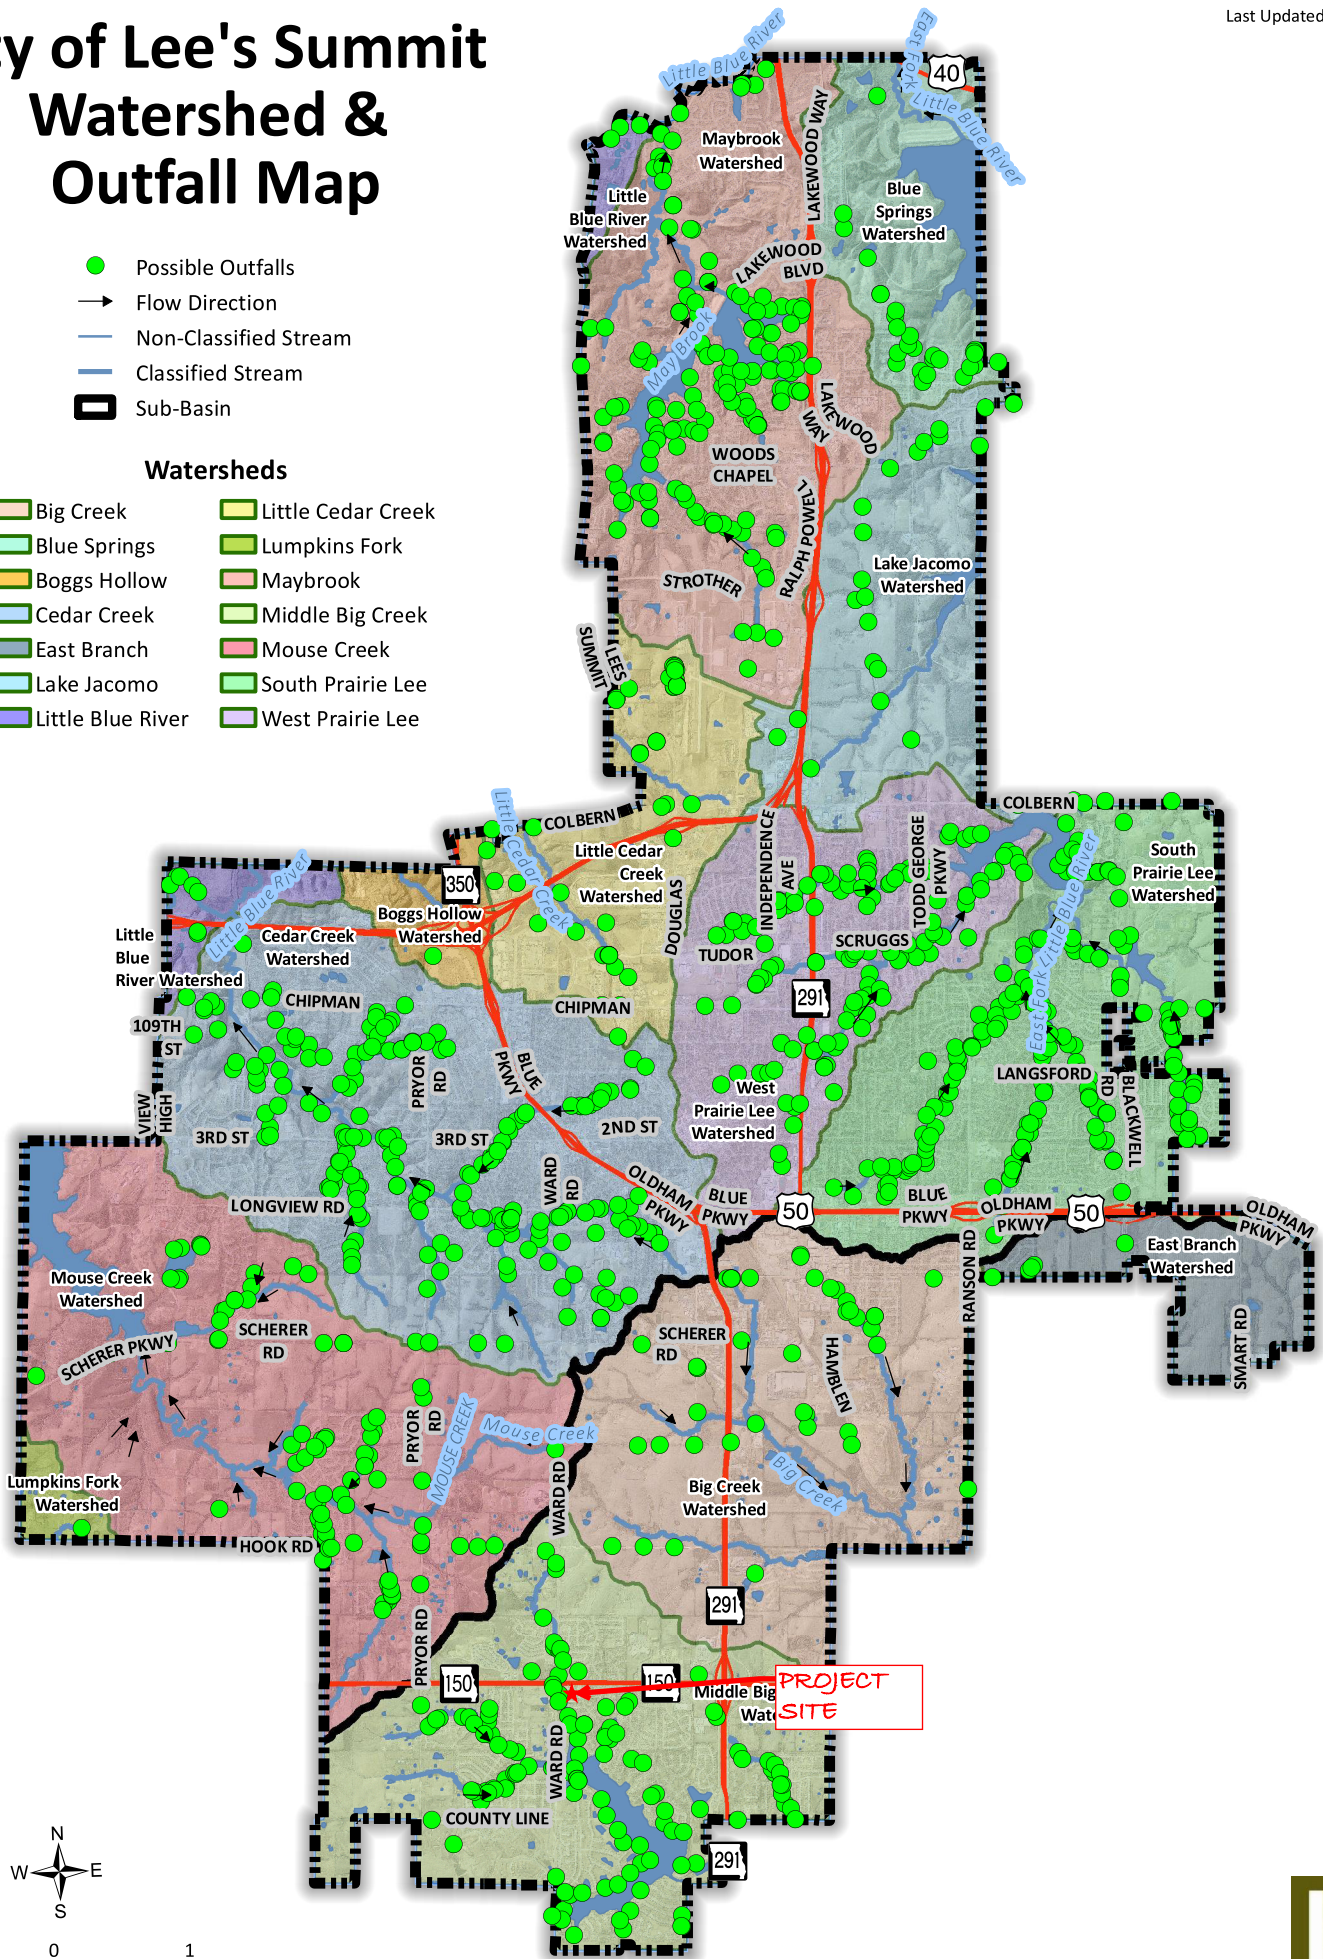 ty of Lee's Summit
Watershed &
Outfall Map
Last Updated
Possible Outfalls
Flow Direction
Non-Classified Stream
Classified Stream
Sub-Basin
Watersheds
Big Creek
Blue Springs
Boggs Hollow
Cedar Creek
East Branch
Lake Jacomo
Little Blue River
Little Cedar Creek
Lumpkins Fork
Maybrook
Middle Big Creek
Mouse Creek
South Prairie Lee
West Prairie Lee
Little Blue River
East Fork Little Blue River
40
Maybrook
Watershed
LAKEWOOD WAY
Blue
Springs
Watershed
Little
Blue River
Watershed
LAKEWOOD
BLVD
May Brook
LAKEWOOD
WAY
WOODS
CHAPEL
RALPH POWELL
Lake Jacomo
Watershed
STROTHER
LEES
SUMMIT
COLBERN
COLBERN
Little Cedar Creek
Little Cedar
Creek
Watershed
INDEPENDENCE
AVE
TODD GEORGE
PKWY
South
Prairie Lee
Watershed
East Fork Little Blue River
350
Little Blue River
Boggs Hollow
Watershed
DOUGLAS
Cedar Creek
Watershed
Little
Blue
River Watershed
TUDOR
SCRUGGS
CHIPMAN
CHIPMAN
291
109TH
ST
PRYOR
RD
BLUE
PKWY
LANGSFORD
BLACKWELL
RD
VIEW
HIGH
3RD ST
3RD ST
2ND ST
West
Prairie Lee
Watershed
WARD
RD
OLDHAM
PKWY
LONGVIEW RD
BLUE
PKWY
50
BLUE
PKWY
OLDHAM
PKWY
50
OLDHAM
PKWY
East Branch
Watershed
Mouse Creek
Watershed
RANSON RD
SMART RD
SCHERER PKWY
SCHERER
RD
SCHERER
RD
HAMBLEN
PRYOR
RD
MOUSE CREEK
Mouse Creek
Big Creek
Lumpkins Fork
Watershed
Big Creek
Watershed
WARD RD
HOOK RD
291
PRYOR RD
150
150
PROJECT
SITE
Middle Big
Wat
WARD RD
COUNTY LINE
291
N
W
E
S
0
1